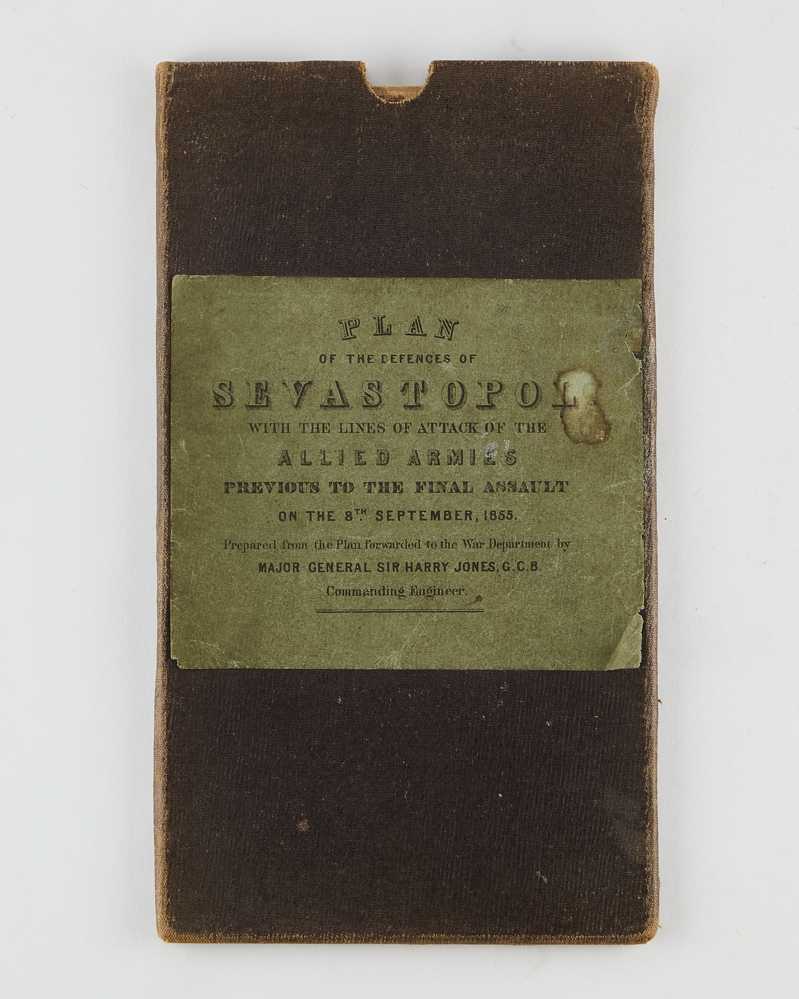 PLAN
OF THE DEFENCES OF
SEVASTOPOL
WITH THE LINES OF ATTACK OF THE
ALLIED ARMIES
PREVIOUS TO THE FINAL ASSAULT
ON THE 8TH SEPTEMBER, 1855.
Prepared from the Plan forwarded to the War Department by
MAJOR GENERAL SIR HARRY JONES, G.C.B.
Commanding Engineer.